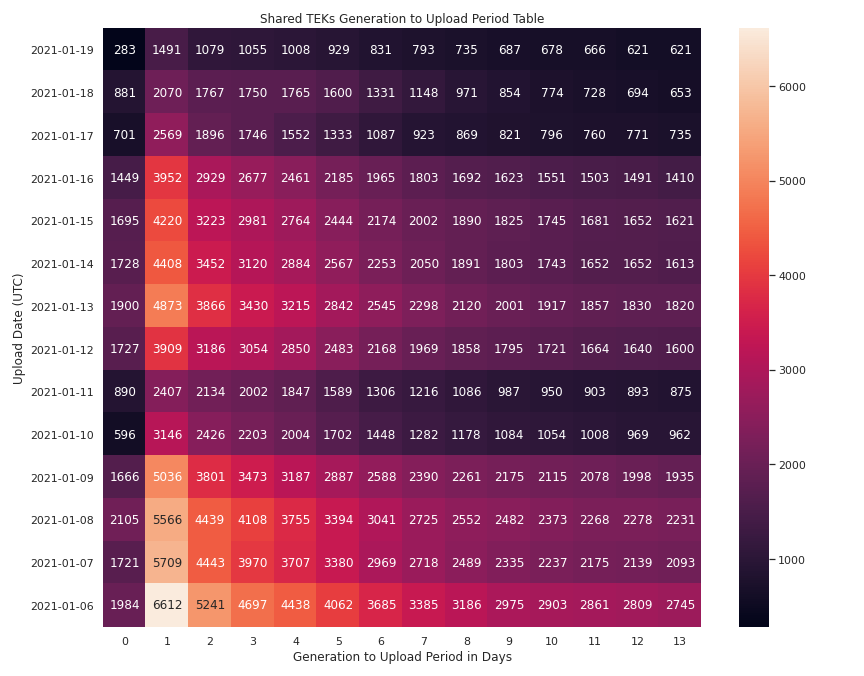 Shared TEKs Generation to Upload Period Table
Upload Date (UTC)
2021-01-19 283 1491 1079 1055 1008 929 831 793 735 687 678 666 621 621
2021-01-18 881 2070 1767 1750 1765 1600 1331 1148 971 854 774 728 694 653
2021-01-17 701 2569 1896 1746 1552 1333 1087 923 869 821 796 760 771 735
2021-01-16 1449 3952 2929 2677 2461 2185 1965 1803 1692 1623 1551 1503 1491 1410
2021-01-15 1695 4220 3223 2981 2764 2444 2174 2002 1890 1825 1745 1681 1652 1621
2021-01-14 1728 4408 3452 3120 2884 2567 2253 2050 1891 1803 1743 1652 1652 1613
2021-01-13 1900 4873 3866 3430 3215 2842 2545 2298 2120 2001 1917 1857 1830 1820
2021-01-12 1727 3909 3186 3054 2850 2483 2168 1969 1858 1795 1721 1664 1640 1600
2021-01-11 890 2407 2134 2002 1847 1589 1306 1216 1086 987 950 903 893 875
2021-01-10 596 3146 2426 2203 2004 1702 1448 1282 1178 1084 1054 1008 969 962
2021-01-09 1666 5036 3801 3473 3187 2887 2588 2390 2261 2175 2115 2078 1998 1935
2021-01-08 2105 5566 4439 4108 3755 3394 3041 2725 2552 2482 2373 2268 2278 2231
2021-01-07 1721 5709 4443 3970 3707 3380 2969 2718 2489 2335 2237 2175 2139 2093
2021-01-06 1984 6612 5241 4697 4438 4062 3685 3385 3186 2975 2903 2861 2809 2745
0 1 2 3 4 5 6 7 8 9 10 11 12 13
Generation to Upload Period in Days
6000
5000
4000
3000
2000
1000